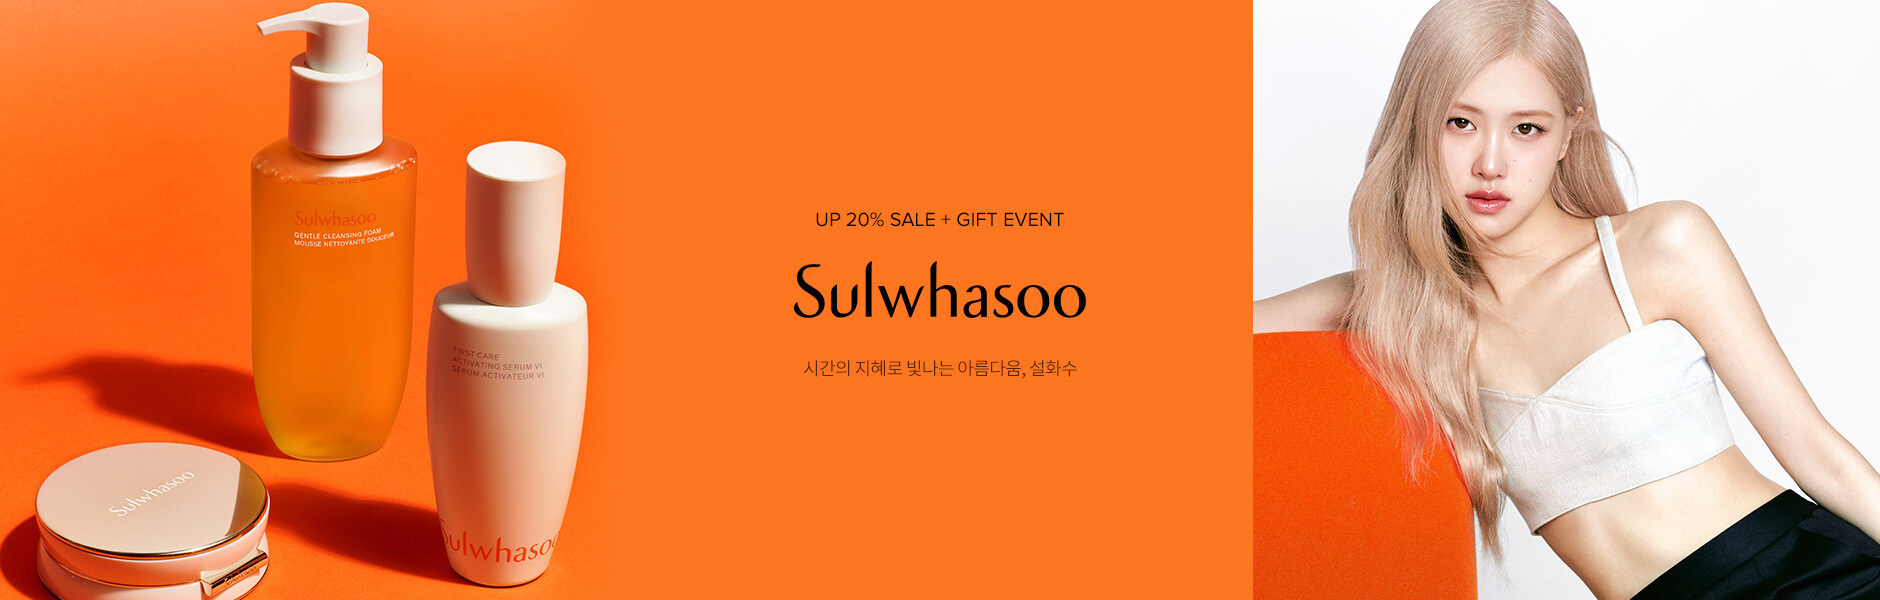 Sulwhasoo
GENTLE CLEANSING FOAM
MOUSSE NETTOYANTE DOUCEUR
FIRST CARE
ACTIVATING SERUM VI
SERUM ACTIVATEUR VI
Sulwhasoo
Sulwhasoo
UP 20% SALE + GIFT EVENT
Sulwhasoo
시간의 지혜로 빛나는 아름다움, 설화수